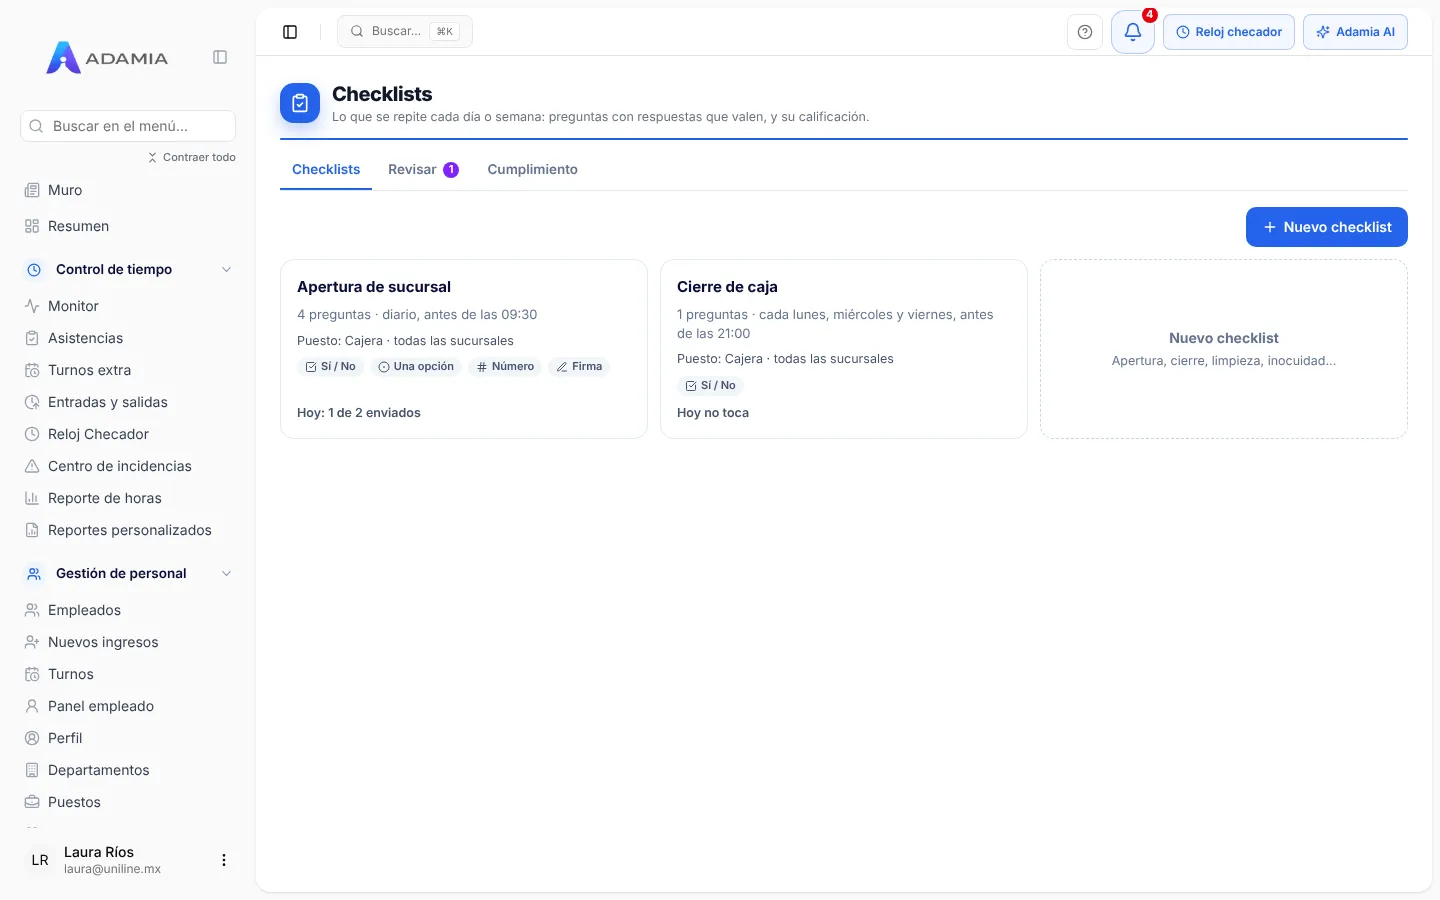 ADAMIA
Buscar en el menú...
Contraer todo
Muro
Resumen
Control de tiempo
Monitor
Asistencias
Turnos extra
Entradas y salidas
Reloj Checador
Centro de incidencias
Reporte de horas
Reportes personalizados
Gestión de personal
Empleados
Nuevos ingresos
Turnos
Panel empleado
Perfil
Departamentos
Puestos
LR
Laura Ríos
laura@uniline.mx
Buscar... ⌘K
4
Reloj checador
Adamia AI
Checklists
Lo que se repite cada día o semana: preguntas con respuestas que valen, y su calificación.
Checklists Revisar 1 Cumplimiento
+ Nuevo checklist
Apertura de sucursal
4 preguntas · diario, antes de las 09:30
Puesto: Cajera · todas las sucursales
Sí / No Una opción # Número Firma
Hoy: 1 de 2 enviados
Cierre de caja
1 preguntas · cada lunes, miércoles y viernes, antes
de las 21:00
Puesto: Cajera · todas las sucursales
Sí / No
Hoy no toca
Nuevo checklist
Apertura, cierre, limpieza, inocuidad...